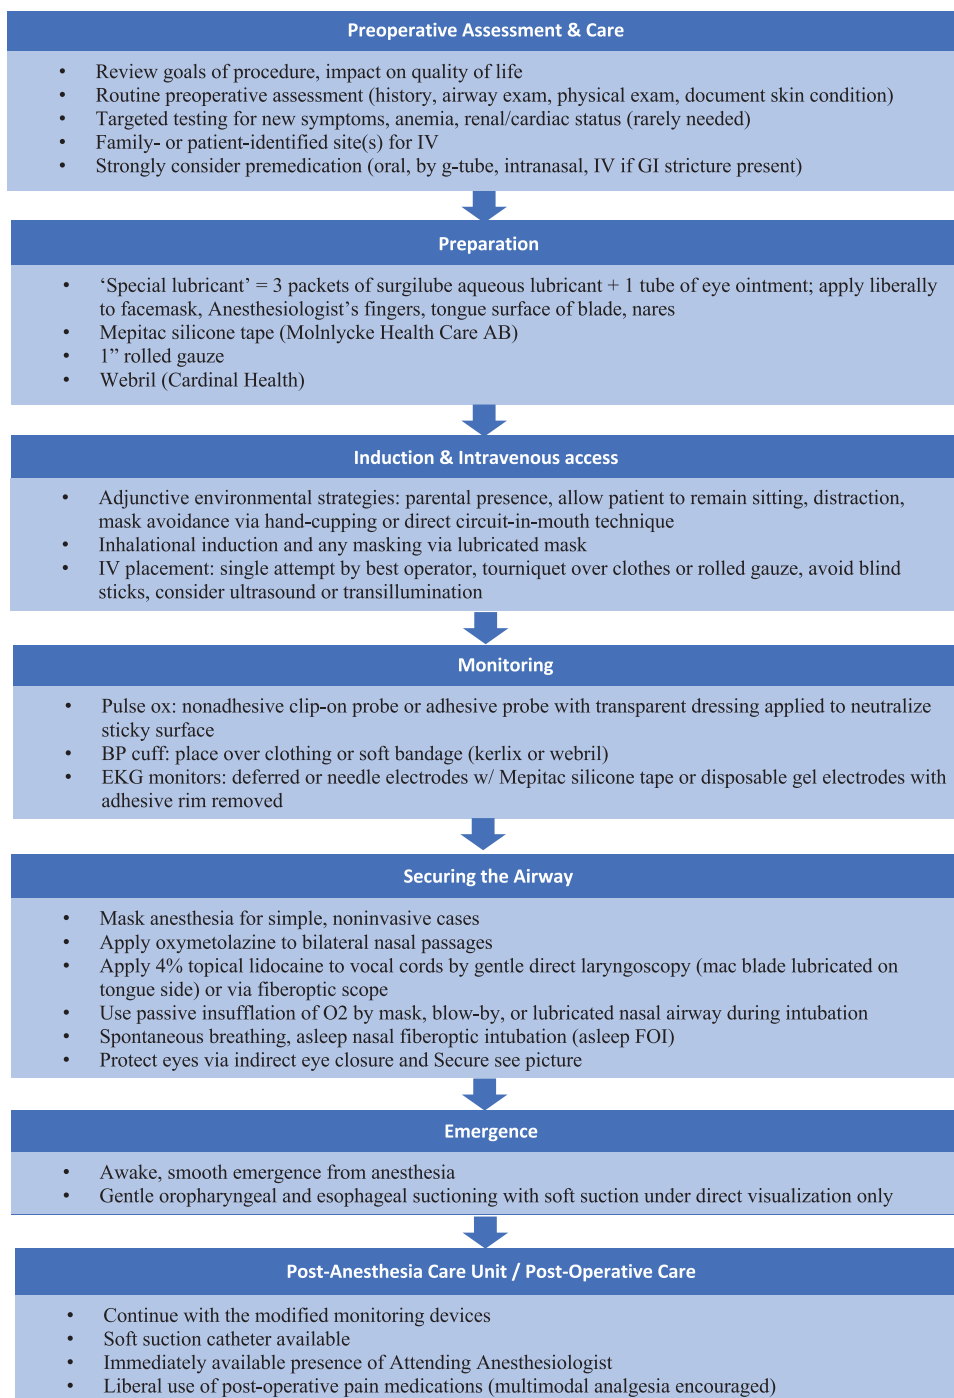 Preoperative Assessment & Care
• Review goals of procedure, impact on quality of life
• Routine preoperative assessment (history, airway exam, physical exam, document skin condition)
• Targeted testing for new symptoms, anemia, renal/cardiac status (rarely needed)
• Family- or patient-identified site(s) for IV
• Strongly consider premedication (oral, by g-tube, intranasal, IV if GI stricture present)
Preparation
• ‘Special lubricant’ = 3 packets of surgilube aqueous lubricant + 1 tube of eye ointment; apply liberally
to facemask, Anesthesiologist’s fingers, tongue surface of blade, nares
• Mepitac silicone tape (Molnlycke Health Care AB)
• 1” rolled gauze
• Webril (Cardinal Health)
Induction & Intravenous access
• Adjunctive environmental strategies: parental presence, allow patient to remain sitting, distraction,
mask avoidance via hand-cupping or direct circuit-in-mouth technique
• Inhalational induction and any masking via lubricated mask
• IV placement: single attempt by best operator, tourniquet over clothes or rolled gauze, avoid blind
sticks, consider ultrasound or transillumination
Monitoring
• Pulse ox: nonadhesive clip-on probe or adhesive probe with transparent dressing applied to neutralize
sticky surface
• BP cuff: place over clothing or soft bandage (kerlix or webril)
• EKG monitors: deferred or needle electrodes w/ Mepitac silicone tape or disposable gel electrodes with
adhesive rim removed
Securing the Airway
• Mask anesthesia for simple, noninvasive cases
• Apply oxymetolazine to bilateral nasal passages
• Apply 4% topical lidocaine to vocal cords by gentle direct laryngoscopy (mac blade lubricated on
tongue side) or via fiberoptic scope
• Use passive insufflation of O2 by mask, blow-by, or lubricated nasal airway during intubation
• Spontaneous breathing, asleep nasal fiberoptic intubation (asleep FOI)
• Protect eyes via indirect eye closure and Secure see picture
Emergence
• Awake, smooth emergence from anesthesia
• Gentle oropharyngeal and esophageal suctioning with soft suction under direct visualization only
Post-Anesthesia Care Unit / Post-Operative Care
• Continue with the modified monitoring devices
• Soft suction catheter available
• Immediately available presence of Attending Anesthesiologist
• Liberal use of post-operative pain medications (multimodal analgesia encouraged)